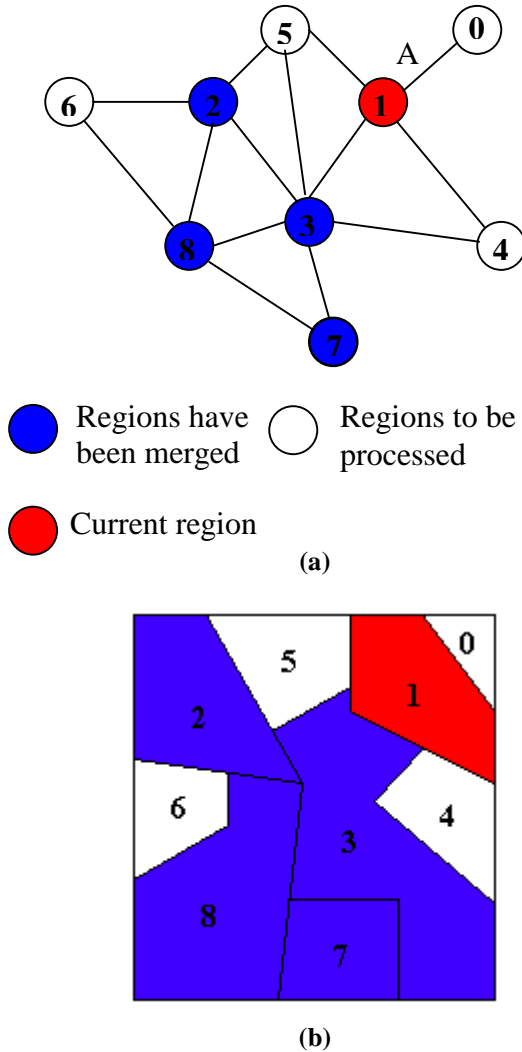 5
0
A
6
2
1
3
8
4
7
Regions have
been merged
Regions to be
processed
Current region
(a)
0
5
1
2
6
4
3
8
7
(b)